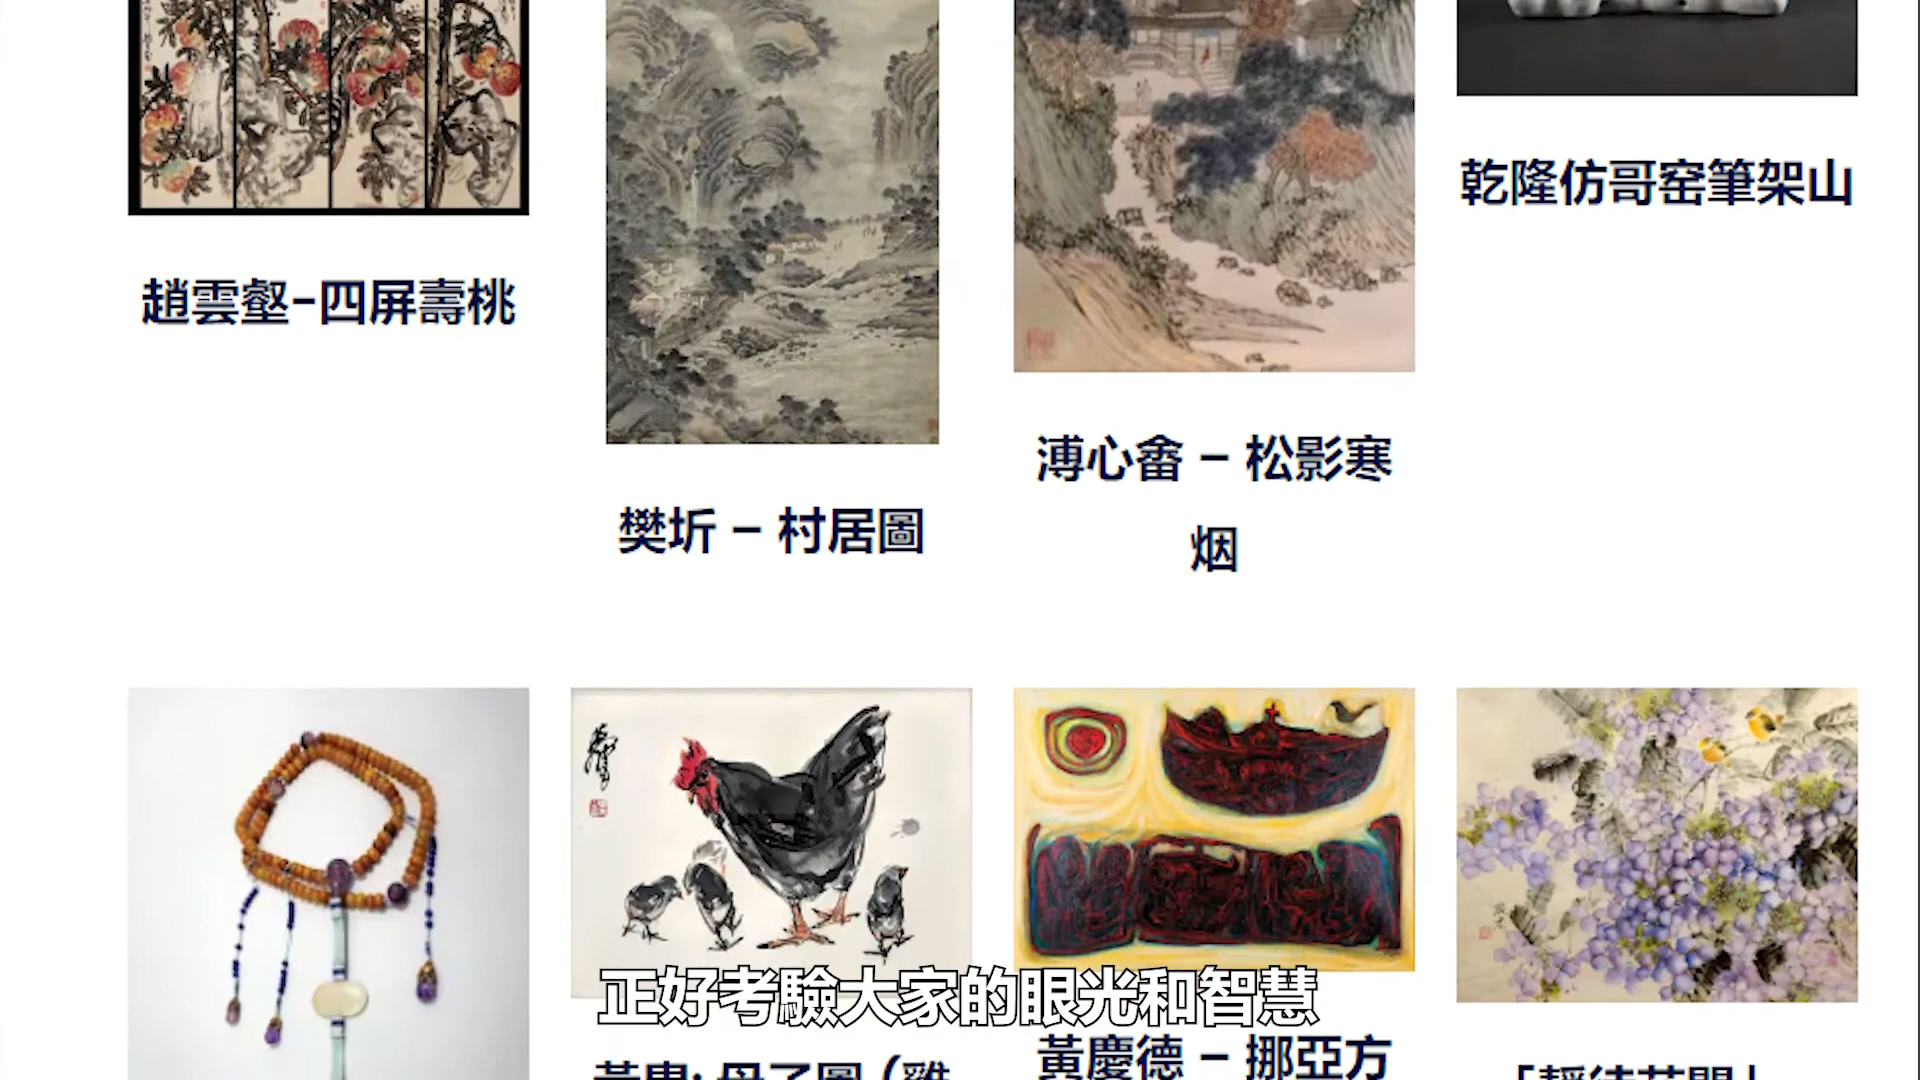 乾隆仿哥窑筆架山
趙雲壑-四屏壽桃
溥心畬 – 松影寒
烟
樊圻 – 村居圖
正好考驗大家的眼光和智慧
黃慶德 – 挪亞方